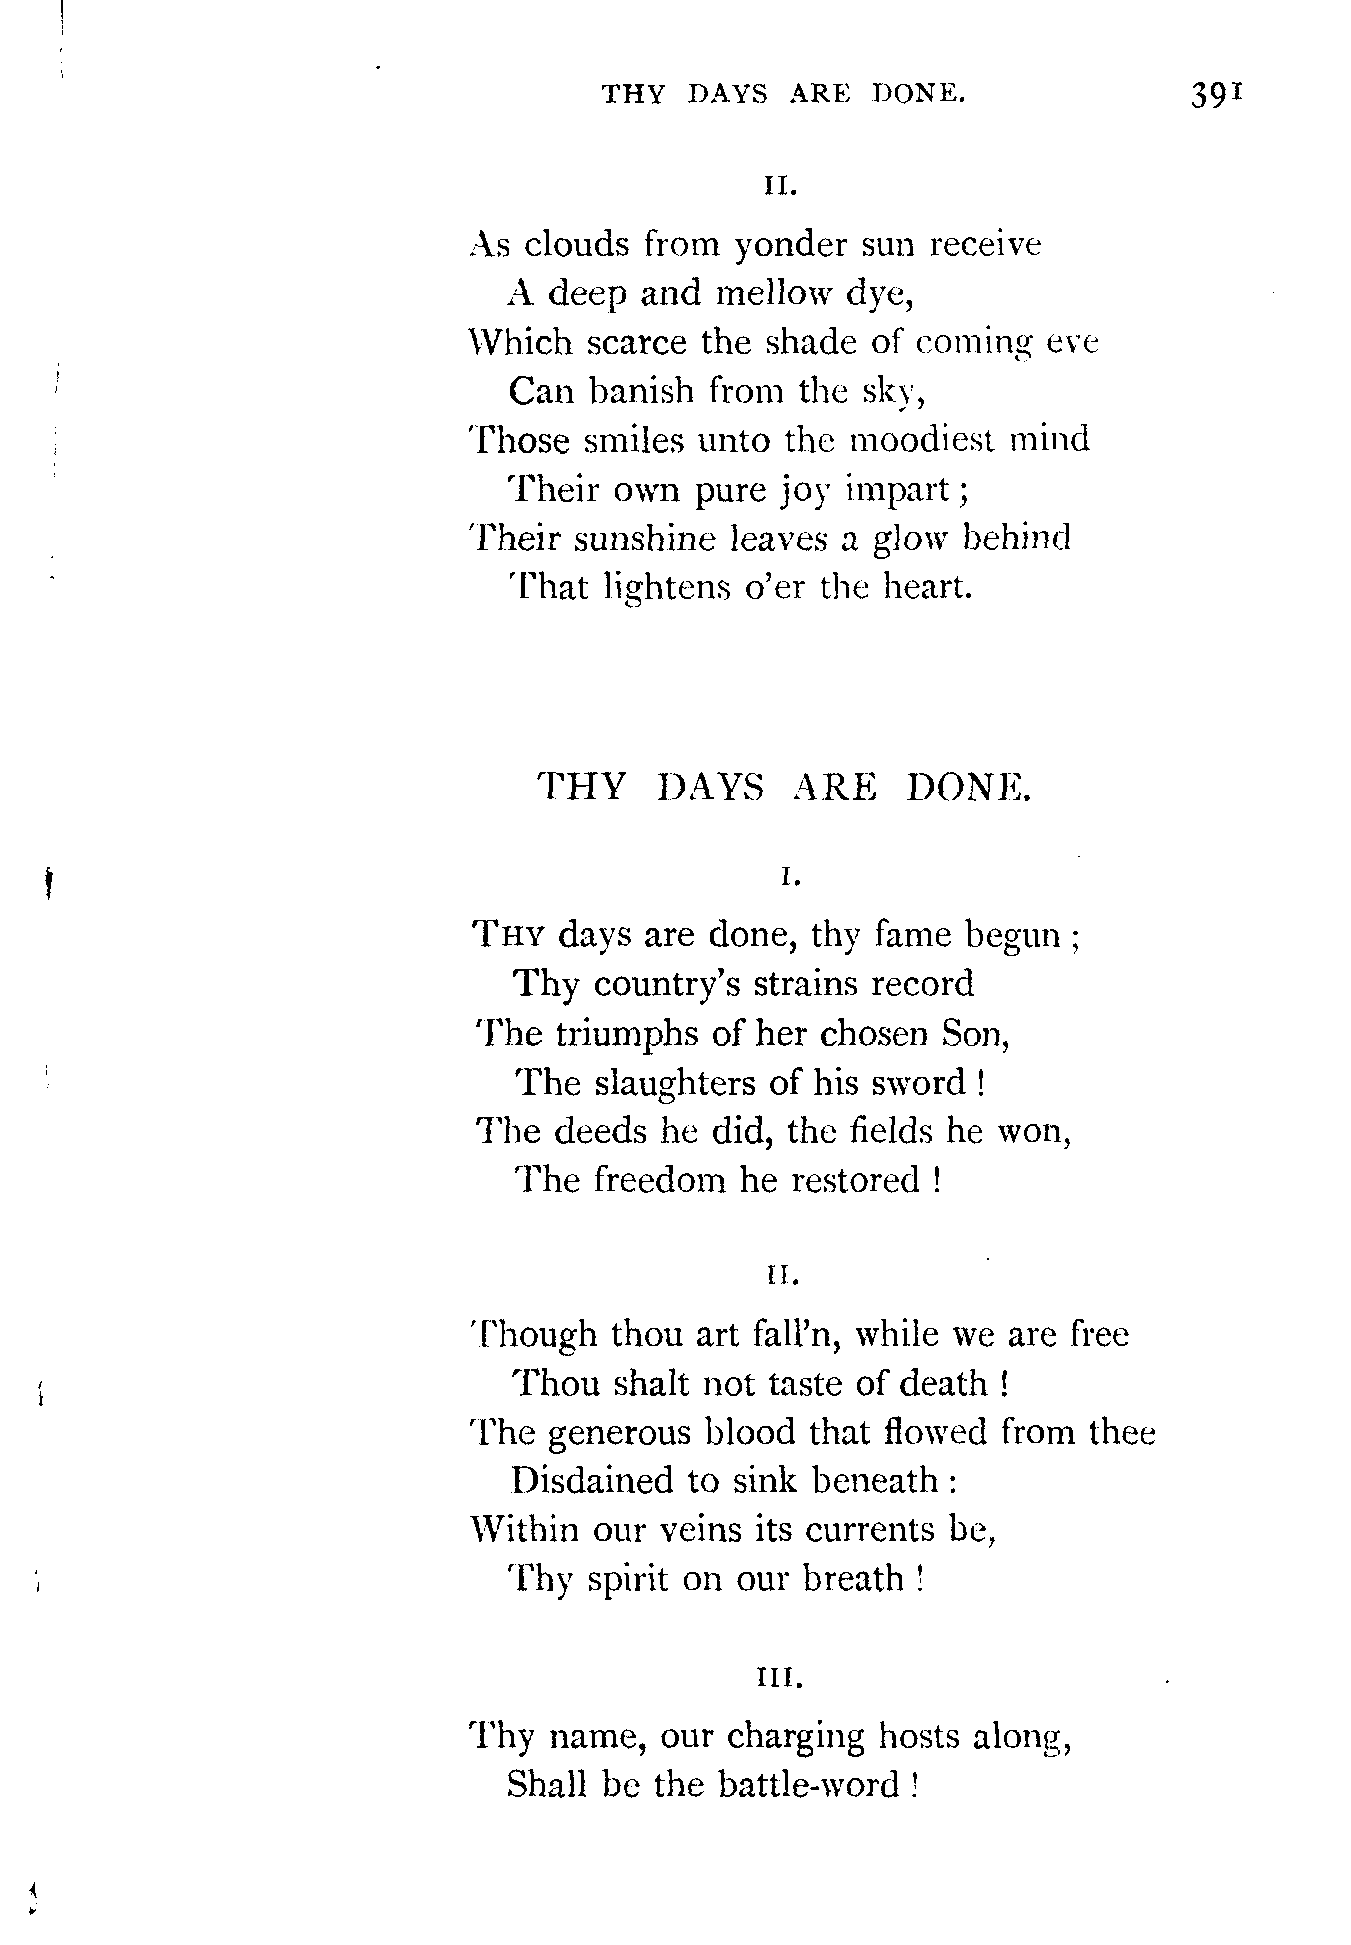 THY DAYS ARE DONE. 391
II.
As clouds from yonder sun receive
A deep and mellow dye,
Which scarce the shade of coming eve
Can banish from the sky,
Those smiles unto the moodiest mind
Their own pure joy impart;
Their sunshine leaves a glow behind
That lightens o'er the heart.
THY DAYS ARE DONE.
I.
THY days are done, thy fame begun;
Thy country's strains record
The triumphs of her chosen Son,
The slaughters of his sword!
The deeds he did, the fields he won,
The freedom he restored!
II.
Though thou art fall'n, while we are free
Thou shalt not taste of death!
The generous blood that flowed from thee
Disdained to sink beneath:
Within our veins its currents be,
Thy spirit on our breath!
III.
Thy name, our charging hosts along,
Shall be the battle-word!